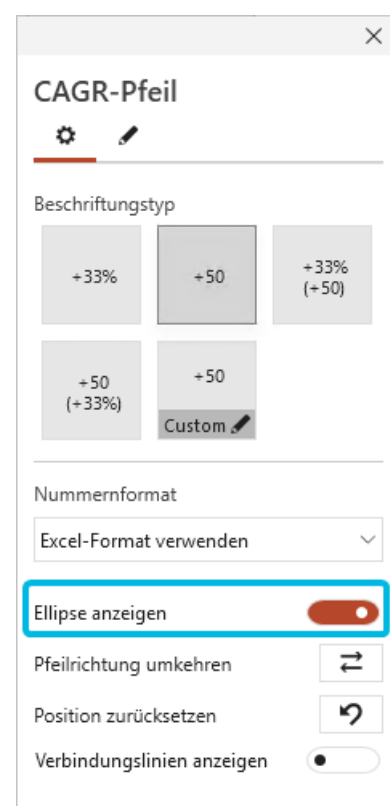 CAGR-Pfeil
Beschriftungstyp
+33%
+50
+33%
(+50)
+50
(+33%)
+50
Custom
Nummernformat
Excel-Format verwenden
Ellipse anzeigen
Pfeilrichtung umkehren
Position zurücksetzen
Verbindungslinien anzeigen